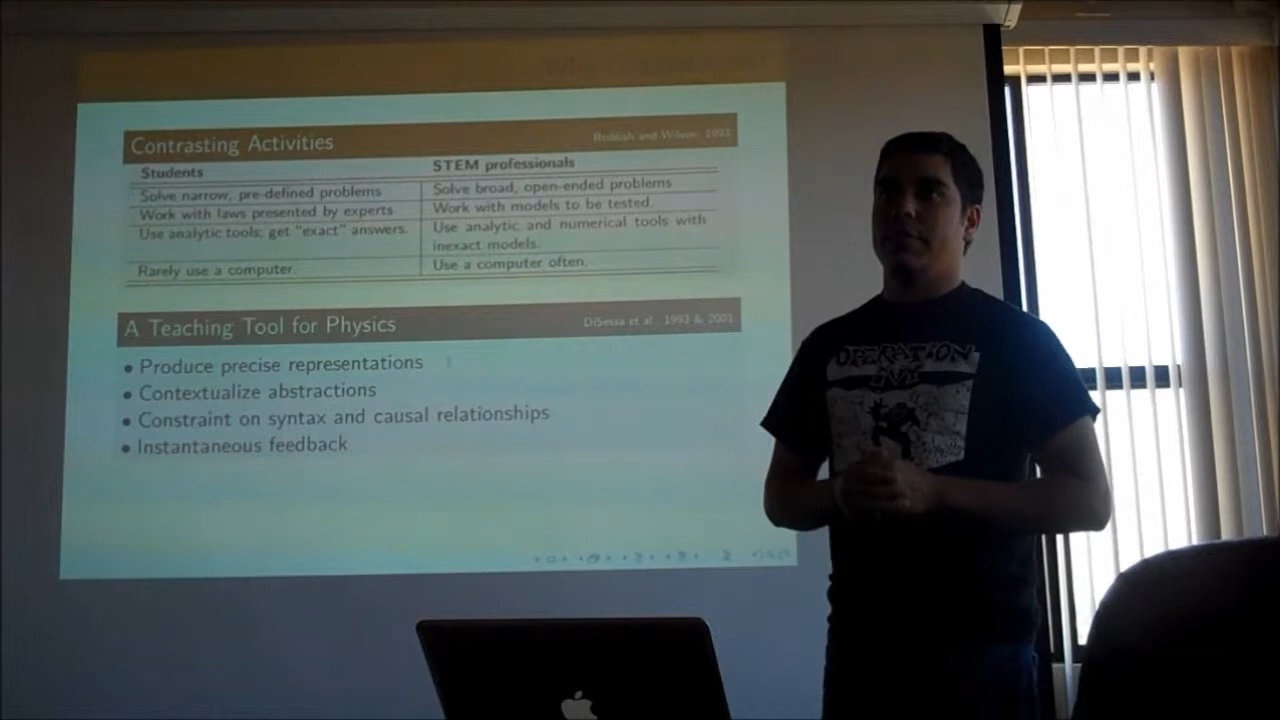 Contrasting Activities Reddish and Wilson, 1993
Students STEM professionals
Solve narrow, pre-defined problems Solve broad, open-ended problems
Work with laws presented by experts Work with models to be tested.
Use analytic tools; get "exact" answers. Use analytic and numerical tools with
inexact models.
Rarely use a computer. Use a computer often.
A Teaching Tool for Physics DiSessa et al. 1993 & 2001
• Produce precise representations
• Contextualize abstractions
• Constraint on syntax and causal relationships
• Instantaneous feedback
OPERATION
IVY